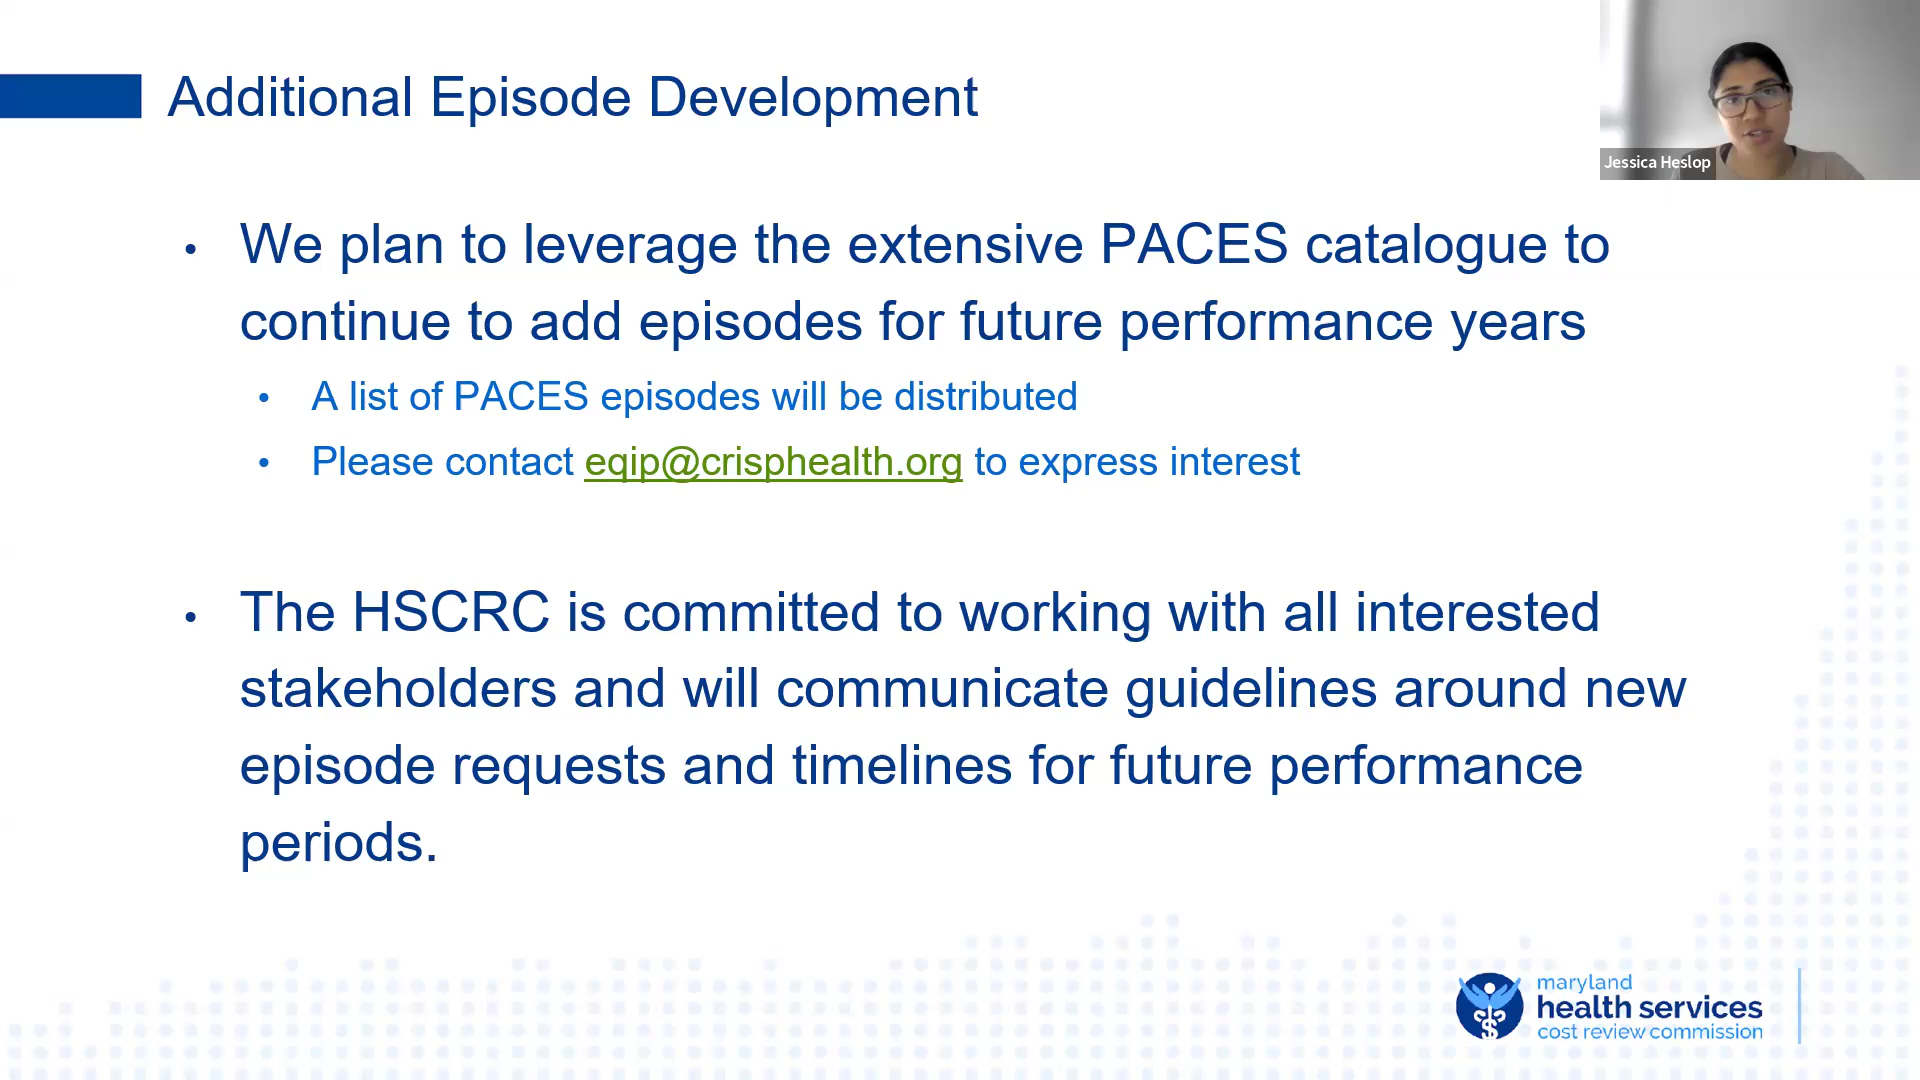 Additional Episode Development
Jessica Heslop
• We plan to leverage the extensive PACES catalogue to
continue to add episodes for future performance years
• A list of PACES episodes will be distributed
• Please contact eqip@crisphealth.org to express interest
• The HSCRC is committed to working with all interested
stakeholders and will communicate guidelines around new
episode requests and timelines for future performance
periods.
maryland
health services
cost review commission